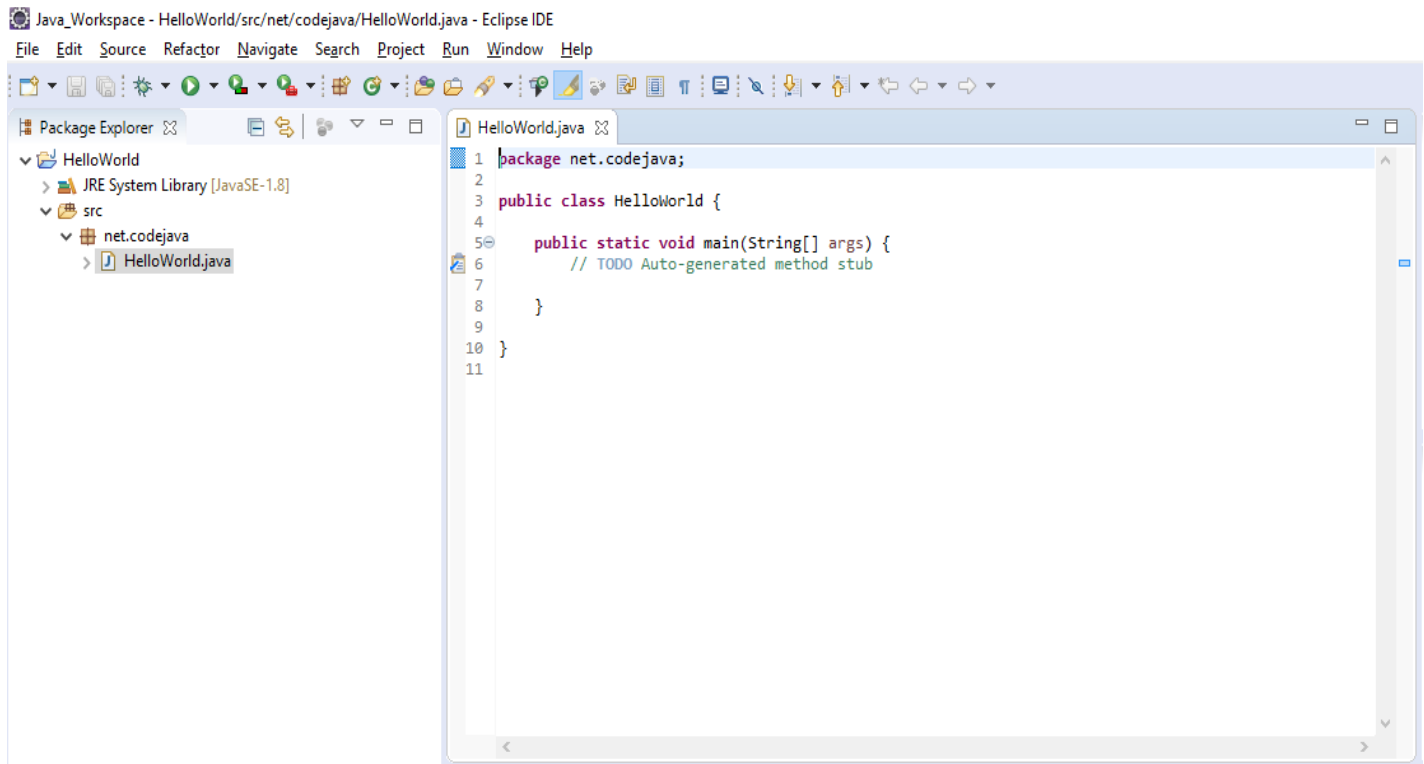 Java_Workspace - HelloWorld/src/net/codejava/HelloWorld.java - Eclipse IDE
File Edit Source Refactor Navigate Search Project Run Window Help
Package Explorer
HelloWorld
JRE System Library [JavaSE-1.8]
src
net.codejava
HelloWorld.java
HelloWorld.java
1 package net.codejava;
2
3 public class HelloWorld {
4
5 public static void main(String[] args) {
6 // TODO Auto-generated method stub
7
8 }
9
10 }
11